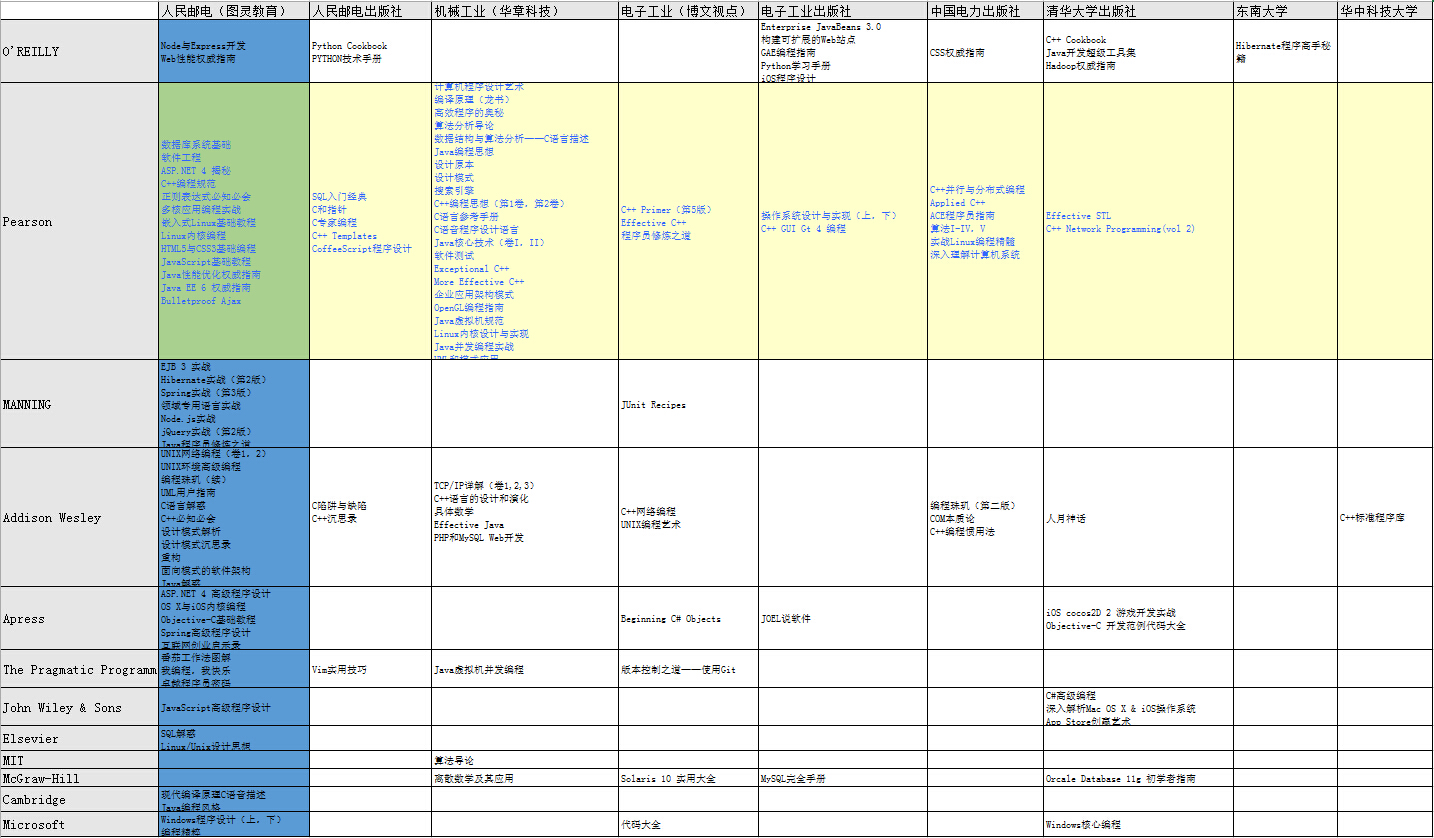 人民邮电（图灵教育）
人民邮电出版社
机械工业（华章科技）
电子工业（博文视点）
电子工业出版社
中国电力出版社
清华大学出版社
东南大学
华中科技大学
O'REILLY
Node与Express开发
Web性能权威指南
Python Cookbook
PYTHON技术手册
Enterprise JavaBeans 3.0
构建可扩展的Web站点
GAE编程指南
Python学习手册
iOS程序设计
CSS权威指南
C++ Cookbook
Java开发超级工具集
Hadoop权威指南
Hibernate程序高手秘
籍
Pearson
数据库系统基础
软件工程
ASP.NET 4 揭秘
C++编程规范
正则表达式必知必会
多核应用编程实战
嵌入式Linux基础教程
Linux内核编程
HTML5与CSS3基础编程
JavaScript基础教程
Java性能优化权威指南
Java EE 6 权威指南
Bulletproof Ajax
SQL入门经典
C和指针
C专家编程
C++ Templates
CoffeeScript程序设计
计算机程序设计艺术
编译原理（龙书）
高效程序的奥秘
算法分析导论
数据结构与算法分析——C语言描述
Java编程思想
设计原本
设计模式
搜索引擎
C++编程思想（第1卷，第2卷）
C语言参考手册
C语音程序设计语言
Java核心技术（卷I，II）
软件测试
Exceptional C++
More Effective C++
企业应用架构模式
OpenGL编程指南
Java虚拟机规范
Linux内核设计与实现
Java并发编程实战
UML和模式应用
C++ Primer（第5版）
Effective C++
程序员修炼之道
操作系统设计与实现（上，下）
C++ GUI Gt 4 编程
C++并行与分布式编程
Applied C++
ACE程序员指南
算法I-IV，V
实战Linux编程精髓
深入理解计算机系统
Effective STL
C++ Network Programming(vol 2)
MANNING
EJB 3 实战
Hibernate实战（第2版）
Spring实战（第3版）
领域专用语言实战
Node.js实战
jQuery实战（第2版）
Java程序员修炼之道
JUnit Recipes
Addison Wesley
UNIX网络编程（卷1，2）
UNIX环境高级编程
编程珠玑（续）
UML用户指南
C语言解惑
C++必知必会
设计模式解析
设计模式沉思录
重构
面向模式的软件架构
Java解惑
C陷阱与缺陷
C++沉思录
TCP/IP详解（卷1,2,3）
C++语言的设计和演化
具体数学
Effective Java
PHP和MySQL Web开发
C++网络编程
UNIX编程艺术
编程珠玑（第二版）
COM本质论
C++编程惯用法
人月神话
C++标准程序库
Apress
ASP.NET 4 高级程序设计
OS X与iOS内核编程
Objective-C基础教程
Spring高级程序设计
互联网创业启示录
Beginning C# Objects
JOEL说软件
iOS cocos2D 2 游戏开发实战
Objective-C 开发范例代码大全
The Pragmatic Programm
番茄工作法图解
我编程，我快乐
卓越程序员密码
Vim实用技巧
Java虚拟机并发编程
版本控制之道——使用Git
John Wiley & Sons
JavaScript高级程序设计
C#高级编程
深入解析Mac OS X & iOS操作系统
App Store创赢艺术
Elsevier
SQL解惑
Linux/Unix设计思想
MIT
算法导论
McGraw-Hill
离散数学及其应用
Solaris 10 实用大全
MySQL完全手册
Orcale Database 11g 初学者指南
Cambridge
现代编译原理C语音描述
Java编程风格
Microsoft
Windows程序设计（上，下）
编程精粹
代码大全
Windows核心编程